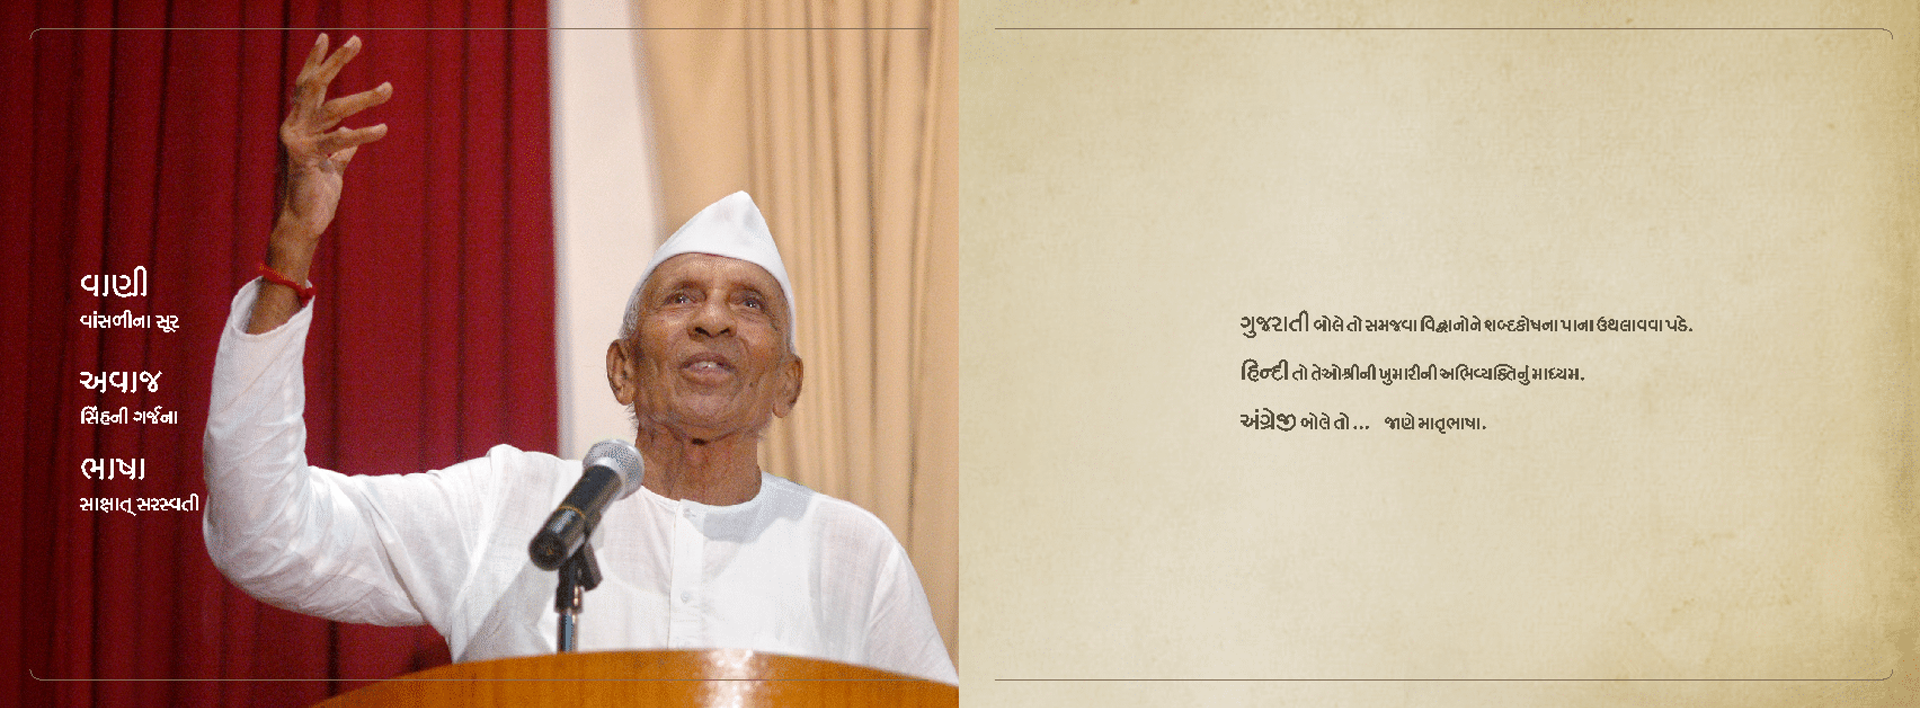 વાણી
વાંસળીના સૂર
અવાજ
સિંહની ગર્જના
ભાષા
સાક્ષાત્ સરસ્વતી
ગુજરાતી બોલે તો સમજવા વિદ્વાનોને શબ્દકોષના પાના ઉથલાવવા પડે.
હિન્દી તો તેઓશ્રીની ખુમારીની અભિવ્યક્તિનું માધ્યમ.
અંગ્રેજી બોલે તો... જાણે માતૃભાષા.